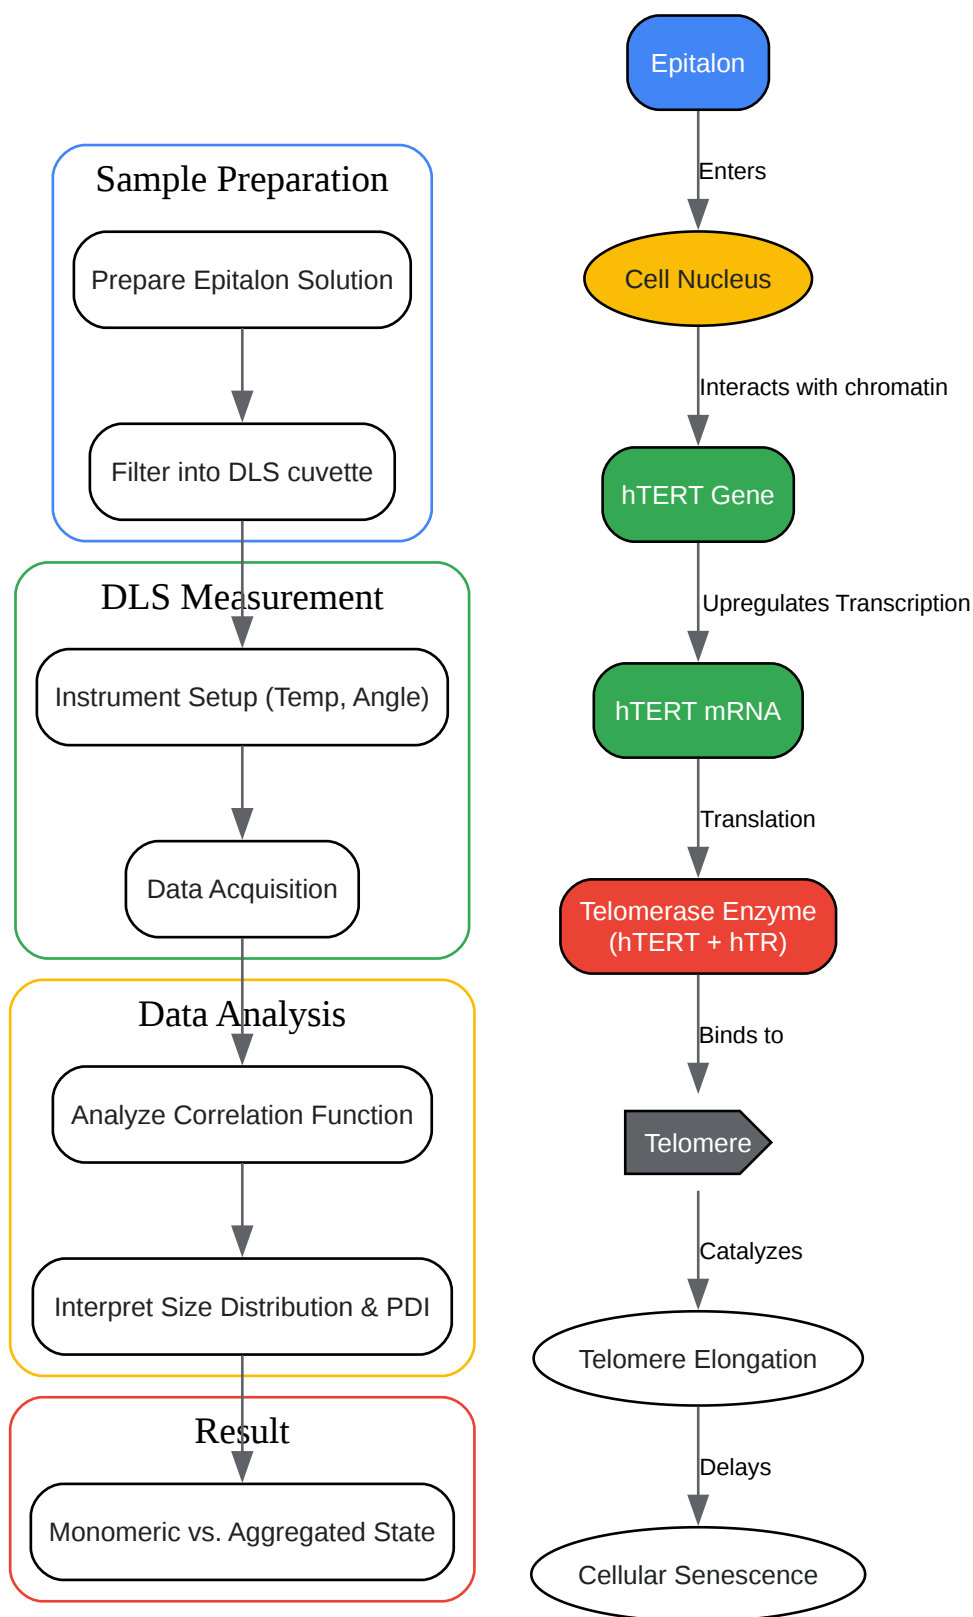 Sample Preparation
Prepare Epitalon Solution
Filter into DLS cuvette
DLS Measurement
Instrument Setup (Temp, Angle)
Data Acquisition
Data Analysis
Analyze Correlation Function
Interpret Size Distribution & PDI
Result
Monomeric vs. Aggregated State
Epitalon
Enters
Cell Nucleus
Interacts with chromatin
hTERT Gene
Upregulates Transcription
hTERT mRNA
Translation
Telomerase Enzyme
(hTERT + hTR)
Binds to
Telomere
Catalyzes
Telomere Elongation
Delays
Cellular Senescence